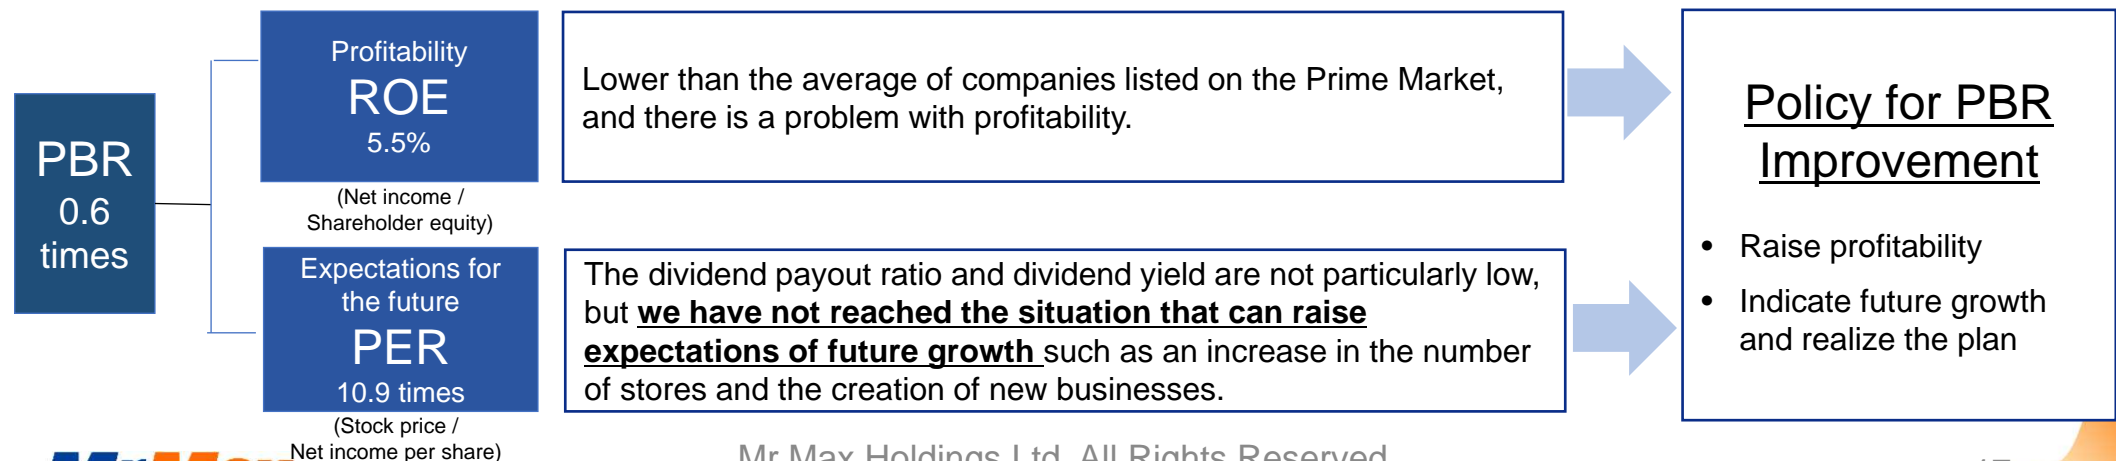 PBR
0.6
times
Profitability
ROE
5.5%
(Net income /
Shareholder equity)
Lower than the average of companies listed on the Prime Market,
and there is a problem with profitability.
Expectations for
the future
PER
10.9 times
(Stock price /
Net income per share)
The dividend payout ratio and dividend yield are not particularly low,
but we have not reached the situation that can raise
expectations of future growth such as an increase in the number
of stores and the creation of new businesses.
Policy for PBR
Improvement
• Raise profitability
• Indicate future growth
and realize the plan
MrMax
Mr Max Holdings Ltd. All Rights Reserved